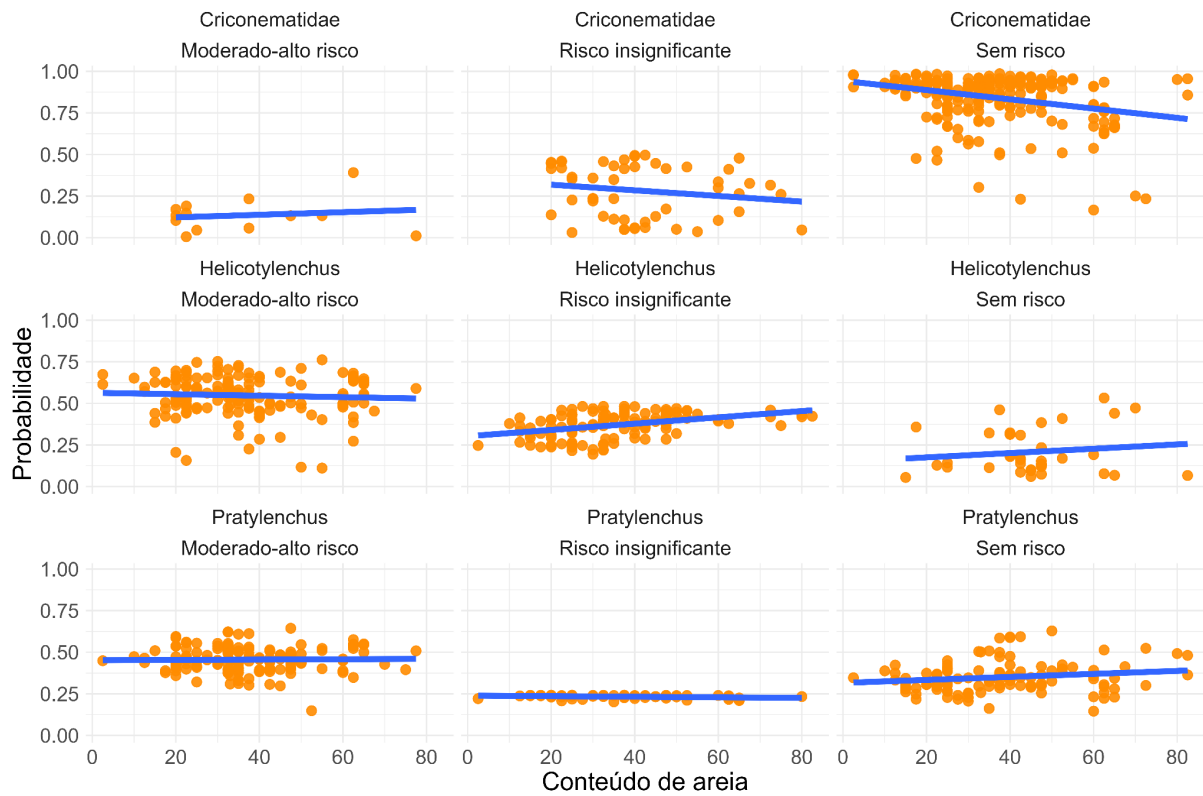 Criconematidae
Moderado-alto risco
Criconematidae
Risco insignificante
Criconematidae
Sem risco
1.00
0.75
0.50
0.25
0.00
Helicotylenchus
Moderado-alto risco
Helicotylenchus
Risco insignificante
Helicotylenchus
Sem risco
1.00
0.75
0.50
0.25
0.00
Probabilidade
Pratylenchus
Moderado-alto risco
Pratylenchus
Risco insignificante
Pratylenchus
Sem risco
1.00
0.75
0.50
0.25
0.00
0 20 40 60 80
0 20 40 60 80
0 20 40 60 80
Conteúdo de areia